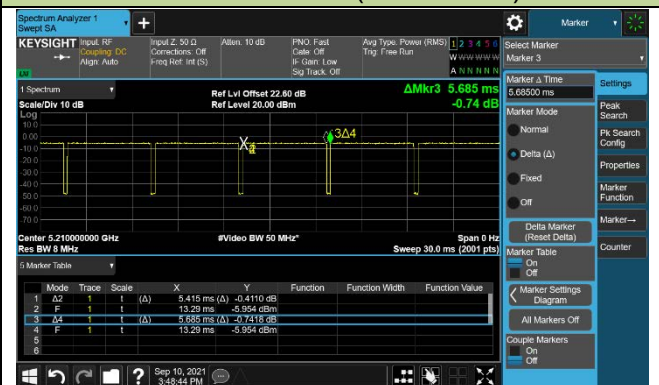 Spectrum Analyzer 1
Swept SA
Marker
KEYSIGHT Input: RF Input Z: 50 Ω Atten: 10 dB PNO: Fast Avg Type: Power (RMS) 1 2 3 4 5 6
Coupling: DC Corrections: Off Gate: Off Trig: Free Run W W W W W W
Align: Auto Freq Ref: Int (S) IF Gain: Low A N N N N N
Sig Track: Off
Select Marker
Marker 3
1 Spectrum Ref Lvl Offset 22.60 dB ΔMkr3 5.685 ms
Scale/Div 10 dB Ref Level 20.00 dBm -0.74 dB
Log
10.0
0.00
-10.0
-20.0
-30.0
-40.0
-50.0
-60.0
-70.0
X
3Δ4
Center 5.210000000 GHz #Video BW 50 MHz* Span 0 Hz
Res BW 8 MHz Sweep 30.0 ms (2001 pts)
5 Marker Table
Mode Trace Scale X Y Function Function Width Function Value
1 Δ2 1 t (Δ) 5.415 ms (Δ) -0.4110 dB
2 F 1 t 13.29 ms -5.954 dBm
3 Δ4 1 t (Δ) 5.685 ms (Δ) -0.7418 dB
4 F 1 t 13.29 ms -5.954 dBm
5
6
Marker Δ Time
5.68500 ms
Marker Mode
Normal
Delta (Δ)
Fixed
Off
Delta Marker
(Reset Delta)
Marker Table
On
Off
Marker Settings
Diagram
All Markers Off
Couple Markers
On
Off
Settings
Peak
Search
Pk Search
Config
Properties
Marker
Function
Marker→
Counter
? Sep 10, 2021
3:48:44 PM